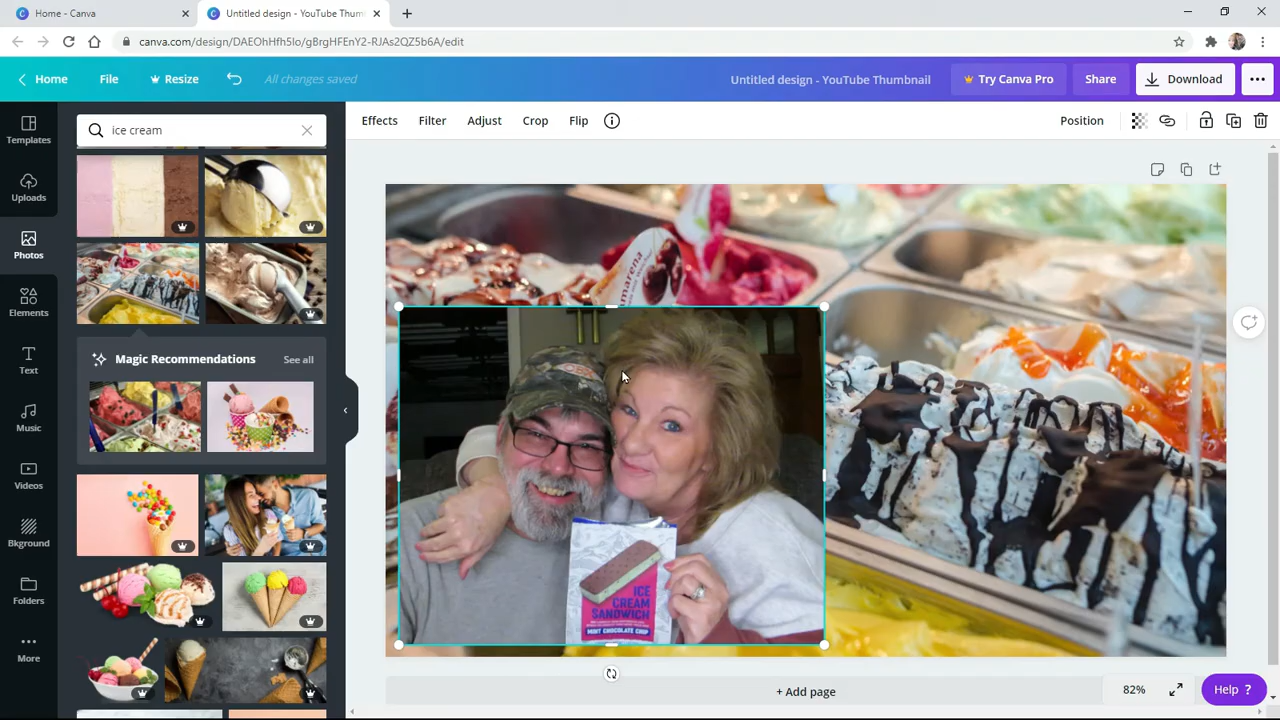 Home - Canva
Untitled design - YouTube Thum
canva.com/design/DAEOhHfh5lo/gBrgHFEnY2-RJAs2QZ5b6A/edit
Home
File
Resize
All changes saved
Untitled design - YouTube Thumbnail
Try Canva Pro
Share
Download
Templates
Uploads
Photos
Elements
Text
Music
Videos
Bkground
Folders
More
ice cream
Magic Recommendations
See all
Effects
Filter
Adjust
Crop
Flip
Position
amarena
ICE
CREAM
SANDWICH
MINT CHOCOLATE CHIP
+ Add page
82%
Help ?